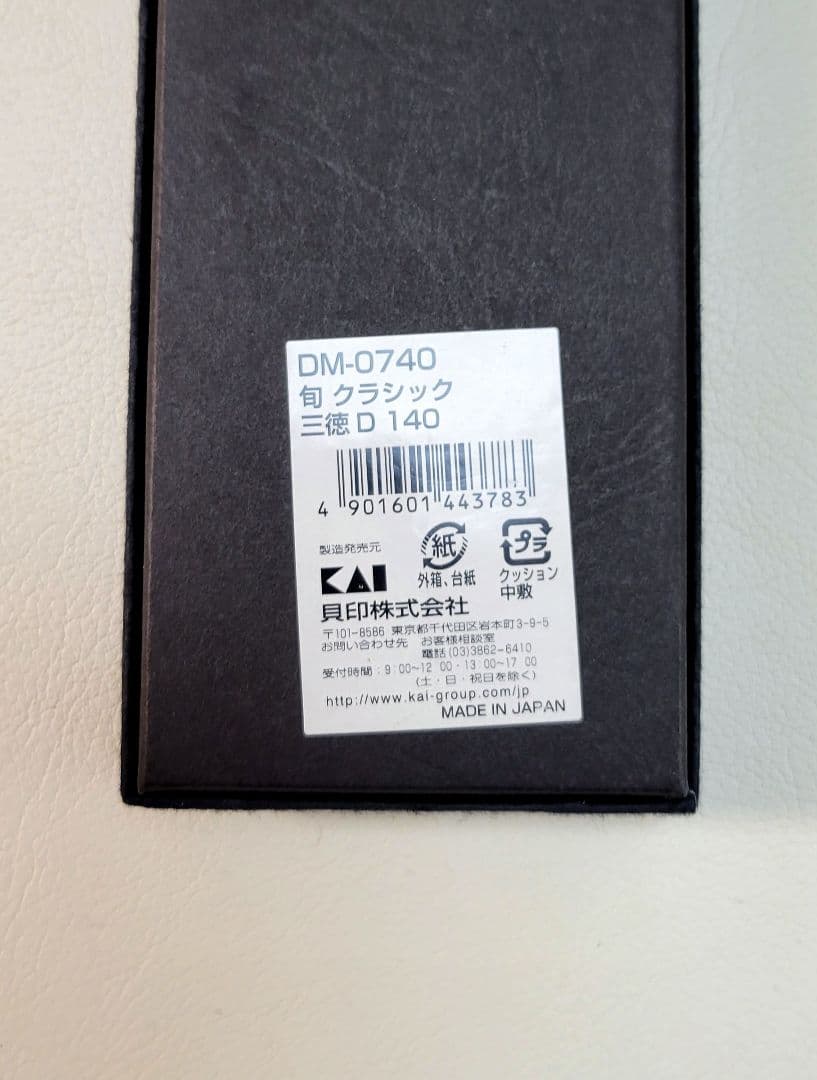 DM-0740
旬 クラシック
三徳 D 140
4 901601 443783
製造発売元
紙
プラ
外箱、台紙
クッション
中敷
KAI
貝印株式会社
〒101-8586 東京都千代田区岩本町3-9-5
お問い合わせ先 お客様相談室
電話(03)3862-6410
受付時間:9:00~12:00・13:00~17:00
(土・日・祝日を除く)
http://www.kai-group.com/jp
MADE IN JAPAN